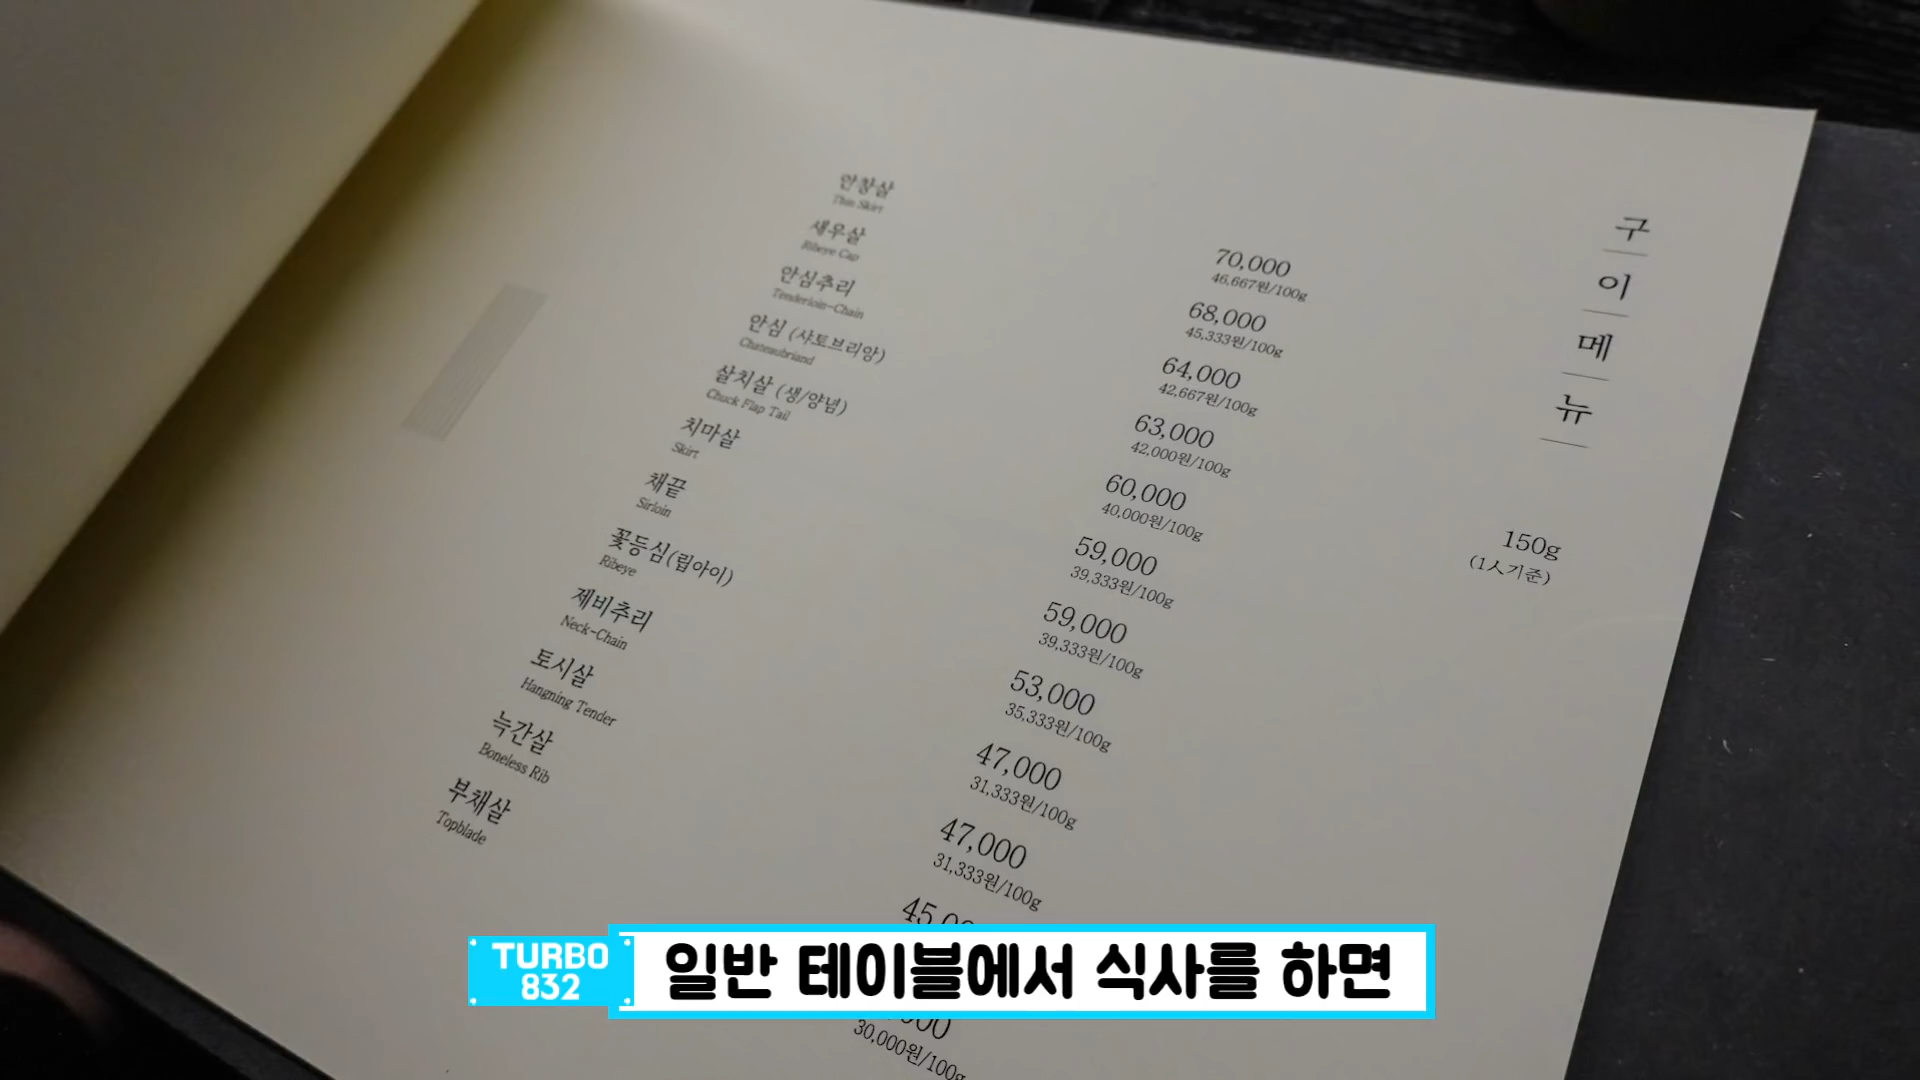 구
이
메
뉴
150g
(1人기준)
안창살
Thin Skirt
70,000
46,667원/100g
새우살
Ribeye Cap
68,000
45,333원/100g
안심추리
Tenderloin-Chain
64,000
42,667원/100g
안심 (샤토브리앙)
Chateaubriand
63,000
42,000원/100g
살치살 (생/양념)
Chuck Flap Tail
60,000
40,000원/100g
치마살
Skirt
59,000
39,333원/100g
채끝
Sirloin
59,000
39,333원/100g
꽃등심(립아이)
Ribeye
53,000
35,333원/100g
제비추리
Neck-Chain
47,000
31,333원/100g
토시살
Hangning Tender
47,000
31,333원/100g
늑간살
Boneless Rib
부채살
Topblade
30,000원/100g
TURBO
832
일반 테이블에서 식사를 하면